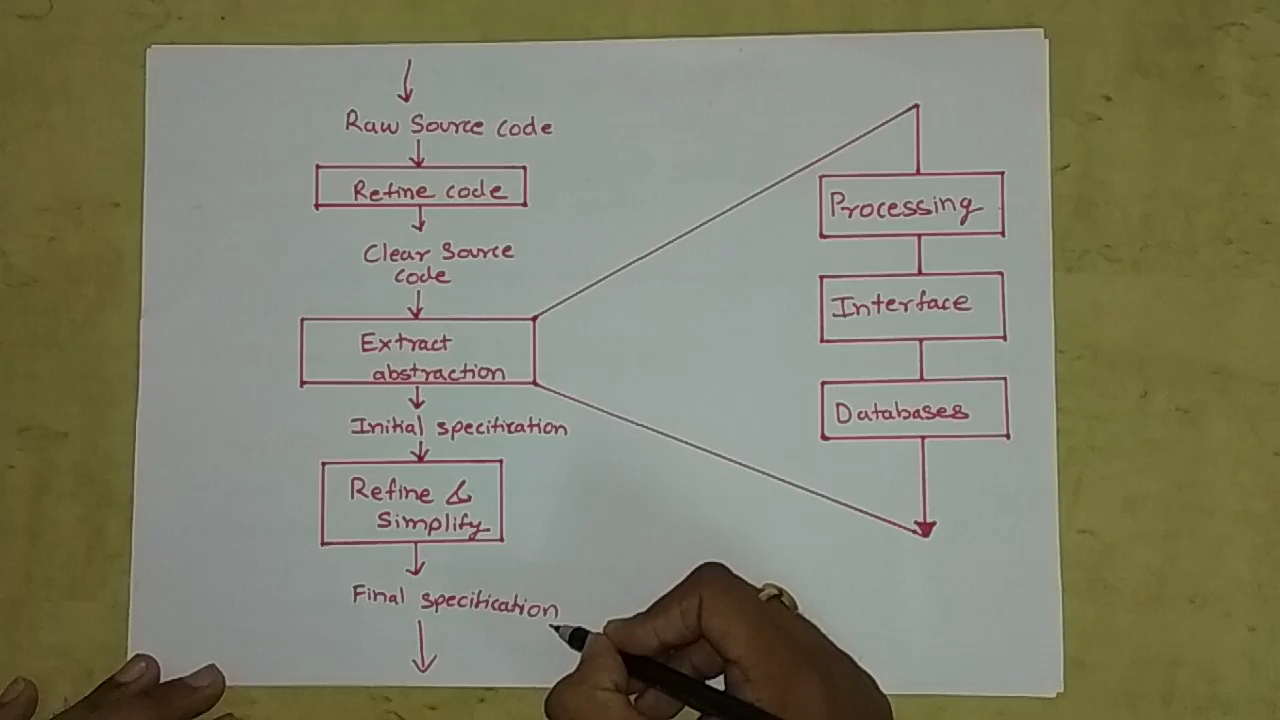 Raw Source code
Refine code
Clear Source
code
Extract
abstraction
Initial specification
Refine &
Simplify
Final specification
Processing
Interface
Databases